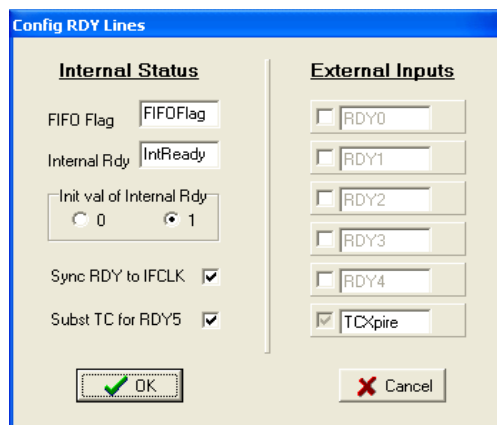 Config RDY Lines
Internal Status
FIFO Flag FIFOFlag
Internal Rdy IntReady
Init val of Internal Rdy
0 1
Sync RDY to IFCLK
Subst TC for RDY5
OK
External Inputs
RDY0
RDY1
RDY2
RDY3
RDY4
TCXpire
Cancel